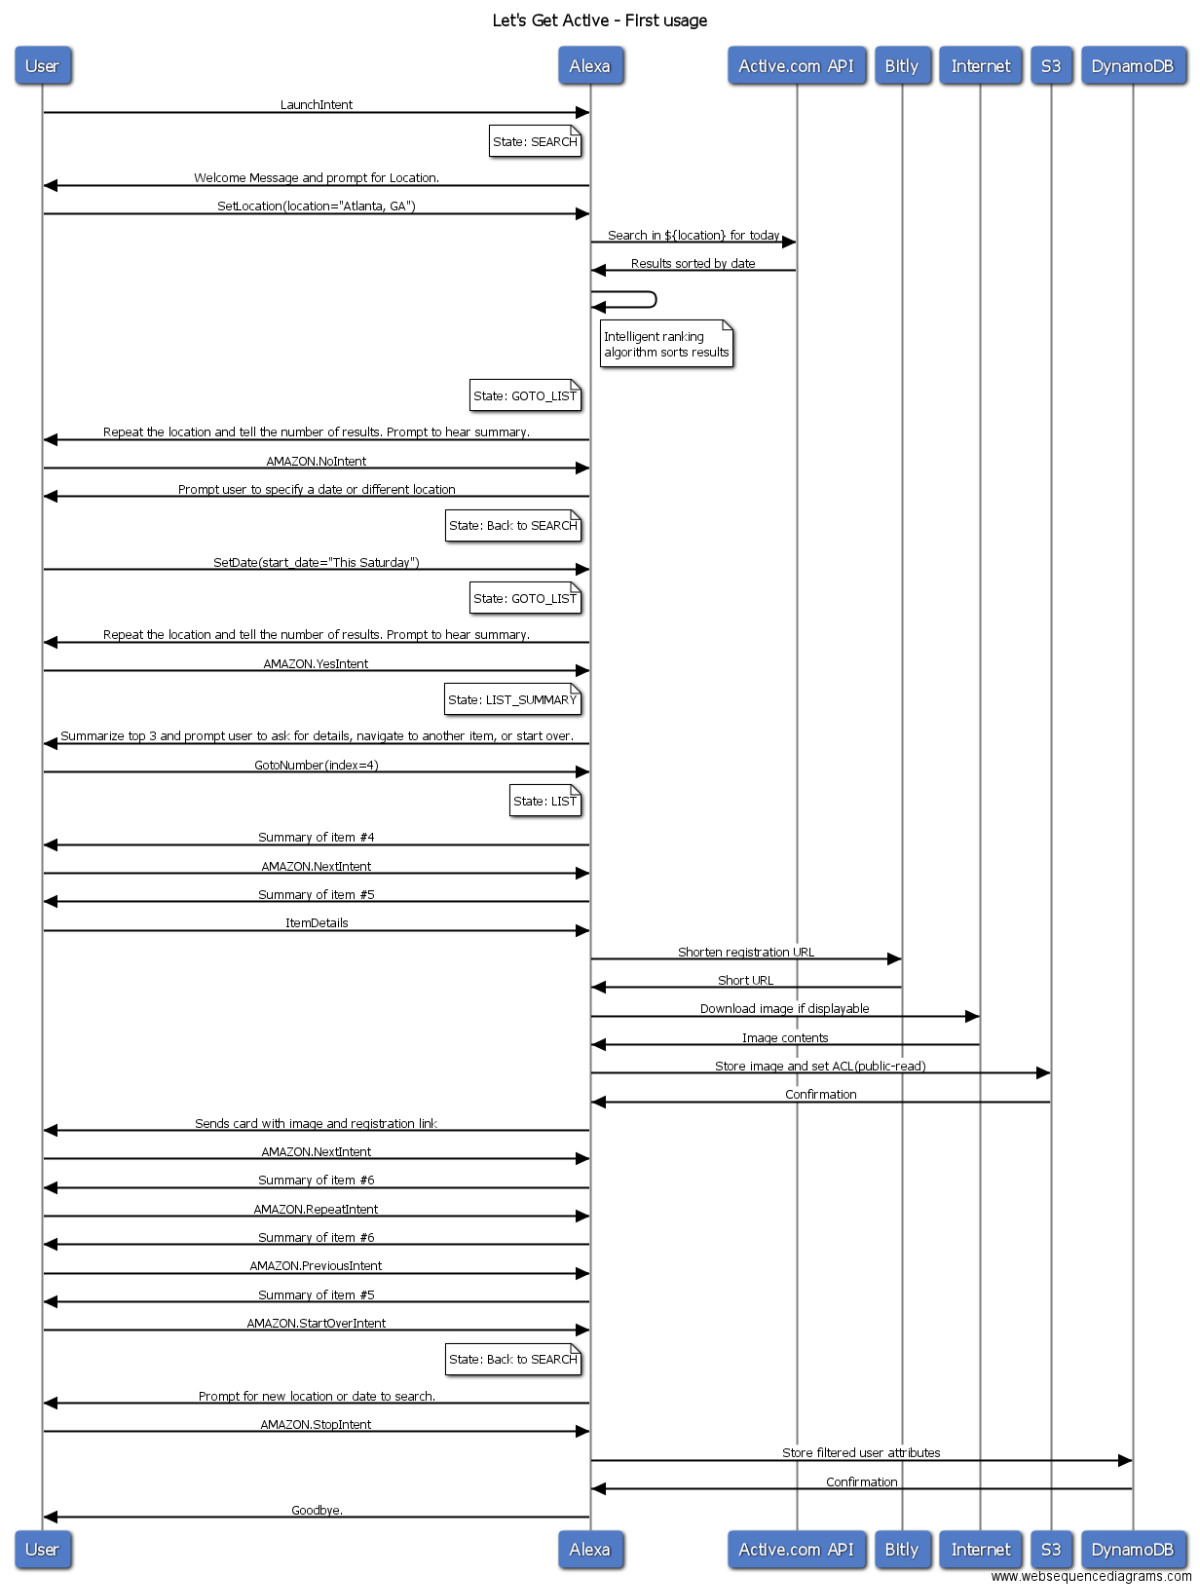 Let's Get Active - First usage
User Alexa Active.com API Bitly Internet S3 DynamoDB
LaunchIntent
State: SEARCH
Welcome Message and prompt for Location.
SetLocation(location="Atlanta, GA")
Search in ${location} for today
Results sorted by date
Intelligent ranking
algorithm sorts results
State: GOTO_LIST
Repeat the location and tell the number of results. Prompt to hear summary.
AMAZON.NoIntent
Prompt user to specify a date or different location
State: Back to SEARCH
SetDate(start_date="This Saturday")
State: GOTO_LIST
Repeat the location and tell the number of results. Prompt to hear summary.
AMAZON.YesIntent
State: LIST_SUMMARY
Summarize top 3 and prompt user to ask for details, navigate to another item, or start over.
GotoNumber(index=4)
State: LIST
Summary of item #4
AMAZON.NextIntent
Summary of item #5
ItemDetails
Shorten registration URL
Short URL
Download image if displayable
Image contents
Store image and set ACL(public-read)
Confirmation
Sends card with image and registration link
AMAZON.NextIntent
Summary of item #6
AMAZON.RepeatIntent
Summary of item #6
AMAZON.PreviousIntent
Summary of item #5
AMAZON.StartOverIntent
State: Back to SEARCH
Prompt for new location or date to search.
AMAZON.StopIntent
Store filtered user attributes
Confirmation
Goodbye.
User Alexa Active.com API Bitly Internet S3 DynamoDB
www.websequencediagrams.com